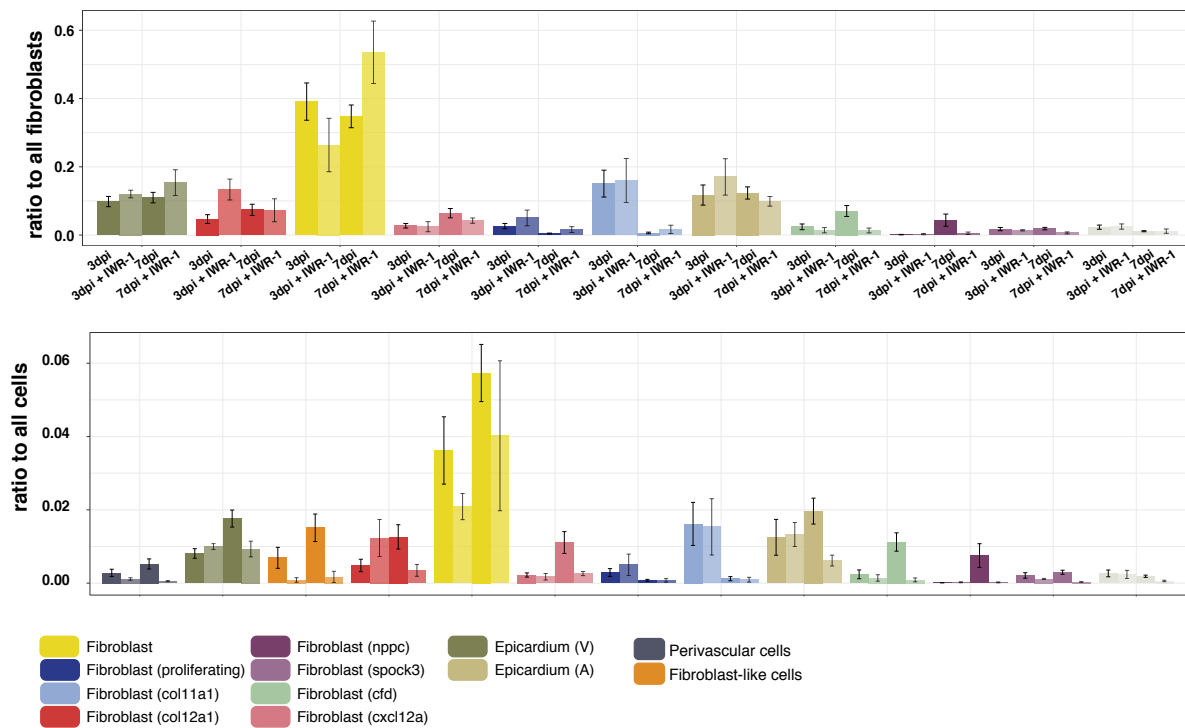 ratio to all fibroblasts
0.6
0.4
0.2
0.0
3dpi
3dpi + IWR-1
7dpi
7dpi + IWR-1
3dpi
3dpi + IWR-1
7dpi
7dpi + IWR-1
3dpi
3dpi + IWR-1
7dpi
7dpi + IWR-1
3dpi
3dpi + IWR-1
7dpi
7dpi + IWR-1
3dpi
3dpi + IWR-1
7dpi
7dpi + IWR-1
3dpi
3dpi + IWR-1
7dpi
7dpi + IWR-1
3dpi
3dpi + IWR-1
7dpi
7dpi + IWR-1
3dpi
3dpi + IWR-1
7dpi
7dpi + IWR-1
3dpi
3dpi + IWR-1
7dpi
7dpi + IWR-1
3dpi
3dpi + IWR-1
7dpi
7dpi + IWR-1
3dpi
3dpi + IWR-1
7dpi
7dpi + IWR-1
ratio to all cells
0.06
0.04
0.02
0.00
Fibroblast
Fibroblast (proliferating)
Fibroblast (col11a1)
Fibroblast (col12a1)
Fibroblast (nppc)
Fibroblast (spock3)
Fibroblast (cfd)
Fibroblast (cxcl12a)
Epicardium (V)
Epicardium (A)
Perivascular cells
Fibroblast-like cells